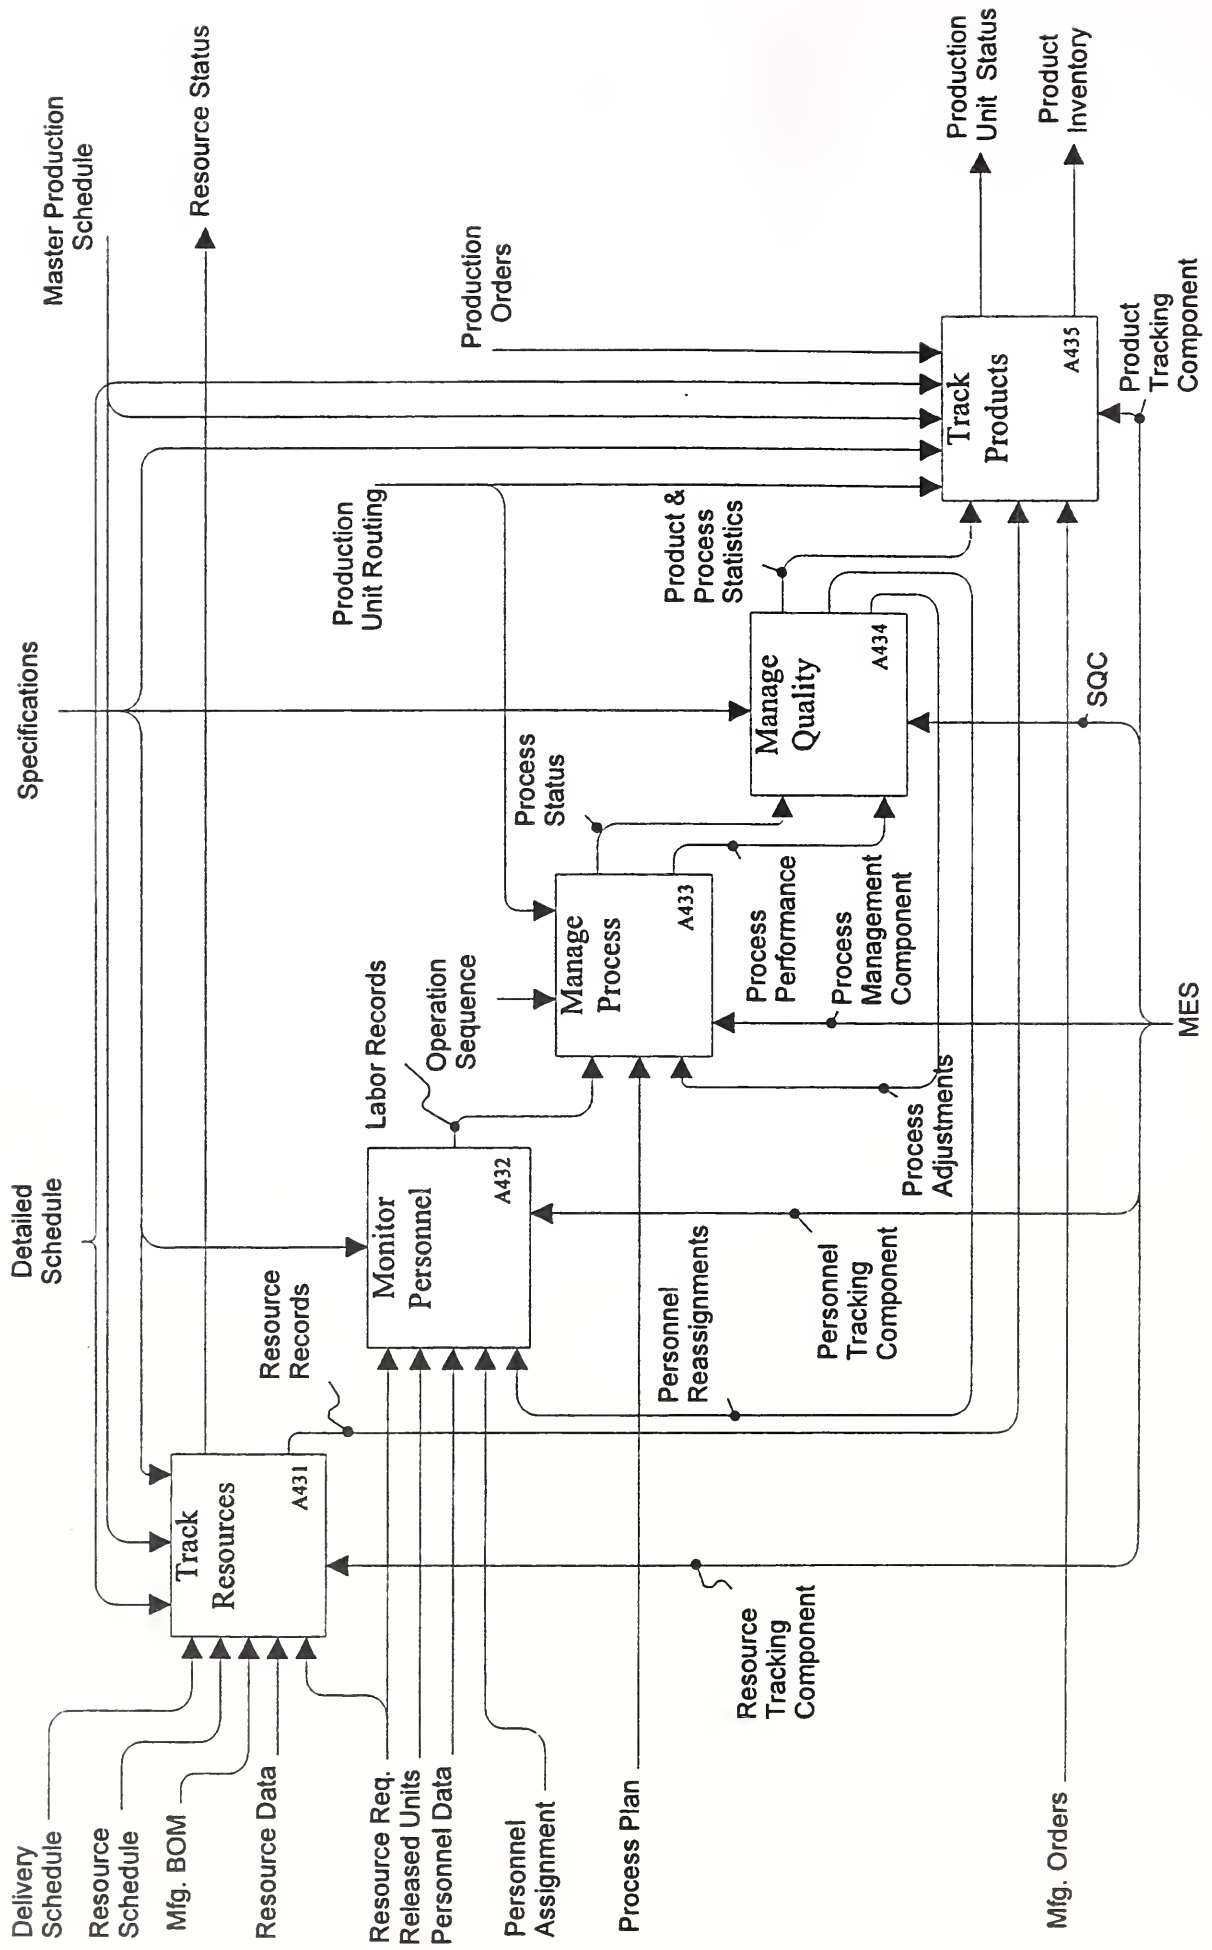 Detailed
Schedule
Specifications
Master Production
Schedule
Resource Status
Delivery
Schedule
Resource
Schedule
Mfg. BOM
Resource Data
Track
Resources
A431
Resource
Records
Resource Req.
Released Units
Personnel Data
Personnel
Assignment
Monitor
Personnel
A432
Labor Records
Operation
Sequence
Production
Unit Routing
Production
Orders
Process Plan
Manage
Process
A433
Process
Status
Process
Performance
Process
Management
Component
Manage
Quality
A434
Product &
Process
Statistics
Track
Products
A435
Production
Unit Status
Product
Inventory
Personnel
Reassignments
Process
Adjustments
Resource
Tracking
Component
Personnel
Tracking
Component
SQC
Product
Tracking
Component
Mfg. Orders
MES